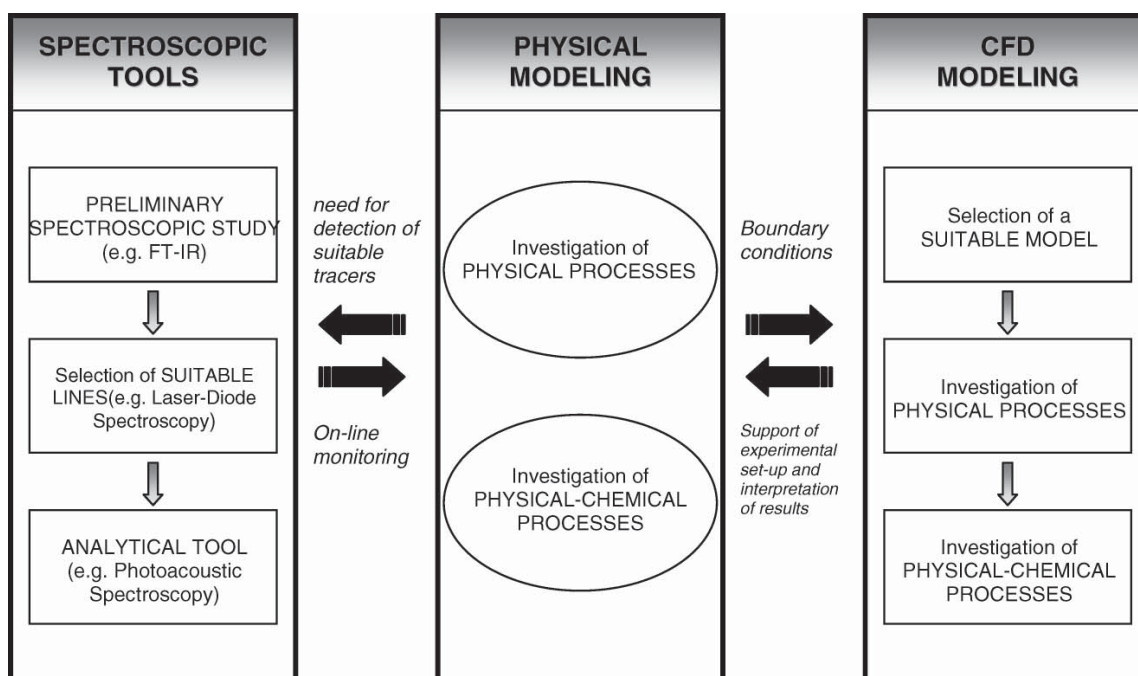 SPECTROSCOPIC
TOOLS
PRELIMINARY
SPECTROSCOPIC STUDY
(e.g. FT-IR)
Selection of SUITABLE
LINES(e.g. Laser-Diode
Spectroscopy)
ANALYTICAL TOOL
(e.g. Photoacoustic
Spectroscopy)
need for
detection of
suitable
tracers
On-line
monitoring
PHYSICAL
MODELING
Investigation of
PHYSICAL PROCESSES
Investigation of
PHYSICAL-CHEMICAL
PROCESSES
Boundary
conditions
Support of
experimental
set-up and
interpretation
of results
CFD
MODELING
Selection of a
SUITABLE MODEL
Investigation of
PHYSICAL PROCESSES
Investigation of
PHYSICAL-CHEMICAL
PROCESSES